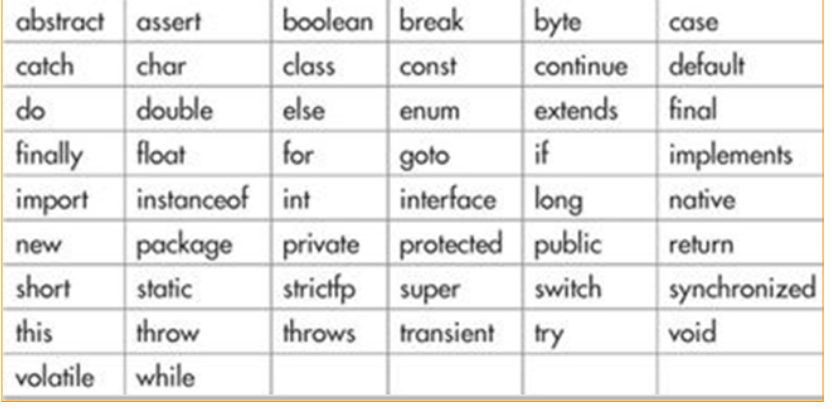 abstract assert boolean break byte case
catch char class const continue default
do double else enum extends final
finally float for goto if implements
import instanceof int interface long native
new package private protected public return
short static strictfp super switch synchronized
this throw throws transient try void
volatile while